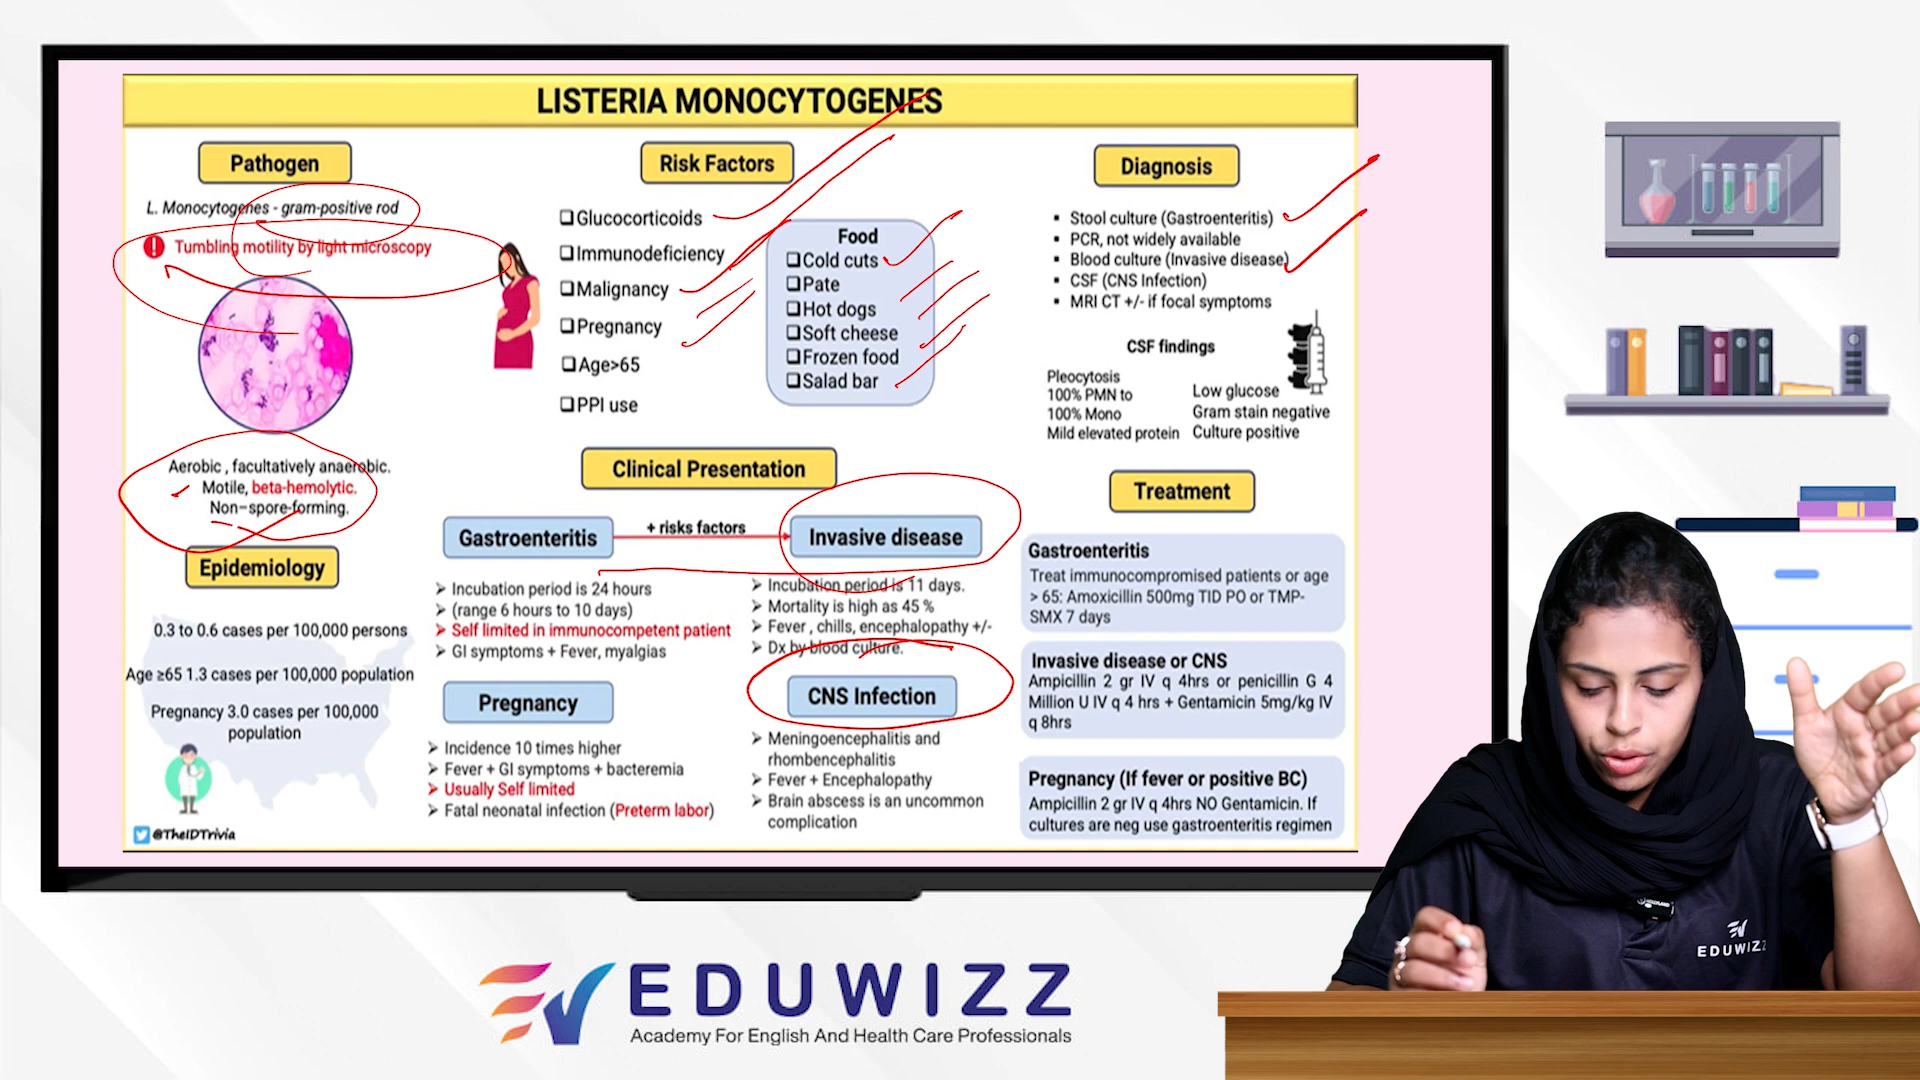 LISTERIA MONOCYTOGENES
Pathogen
L. Monocytogenes - gram-positive rod
Tumbling motility by light microscopy
Aerobic , facultatively anaerobic.
Motile, beta-hemolytic.
Non-spore-forming.
Epidemiology
0.3 to 0.6 cases per 100,000 persons
Age ≥65 1.3 cases per 100,000 population
Pregnancy 3.0 cases per 100,000
population
@TheIDTrivia
Risk Factors
Glucocorticoids
Immunodeficiency
Malignancy
Pregnancy
Age>65
PPI use
Food
Cold cuts
Pate
Hot dogs
Soft cheese
Frozen food
Salad bar
Clinical Presentation
Gastroenteritis
+ risks factors
Invasive disease
Incubation period is 24 hours
(range 6 hours to 10 days)
Self limited in immunocompetent patient
GI symptoms + Fever, myalgias
Incubation period is 11 days.
Mortality is high as 45 %
Fever , chills, encephalopathy +/-
Dx by blood culture.
Pregnancy
Incidence 10 times higher
Fever + GI symptoms + bacteremia
Usually Self limited
Fatal neonatal infection (Preterm labor)
CNS Infection
Meningoencephalitis and
rhombencephalitis
Fever + Encephalopathy
Brain abscess is an uncommon
complication
Diagnosis
Stool culture (Gastroenteritis)
PCR, not widely available
Blood culture (Invasive disease)
CSF (CNS Infection)
MRI CT +/- if focal symptoms
CSF findings
Pleocytosis
100% PMN to
100% Mono
Mild elevated protein
Low glucose
Gram stain negative
Culture positive
Treatment
Gastroenteritis
Treat immunocompromised patients or age
> 65: Amoxicillin 500mg TID PO or TMP-
SMX 7 days
Invasive disease or CNS
Ampicillin 2 gr IV q 4hrs or penicillin G 4
Million U IV q 4 hrs + Gentamicin 5mg/kg IV
q 8hrs
Pregnancy (If fever or positive BC)
Ampicillin 2 gr IV q 4hrs NO Gentamicin. If
cultures are neg use gastroenteritis regimen
EDUWIZZ
EDUWIZZ
Academy For English And Health Care Professionals